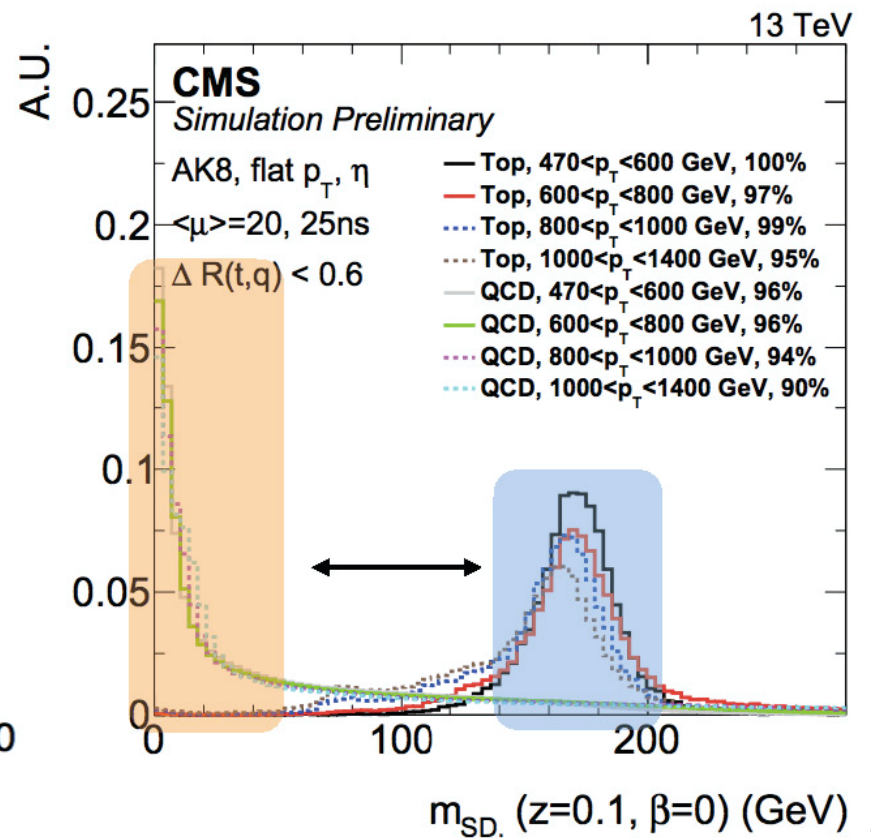 13 TeV
A.U.
CMS
Simulation Preliminary
AK8, flat p_T, η
<μ>=20, 25ns
Δ R(t,q) < 0.6
Top, 470<p_T<600 GeV, 100%
Top, 600<p_T<800 GeV, 97%
Top, 800<p_T<1000 GeV, 99%
Top, 1000<p_T<1400 GeV, 95%
QCD, 470<p_T<600 GeV, 96%
QCD, 600<p_T<800 GeV, 96%
QCD, 800<p_T<1000 GeV, 94%
QCD, 1000<p_T<1400 GeV, 90%
0.25
0.2
0.15
0.1
0.05
0
0
0 100 200
m_SD. (z=0.1, β=0) (GeV)